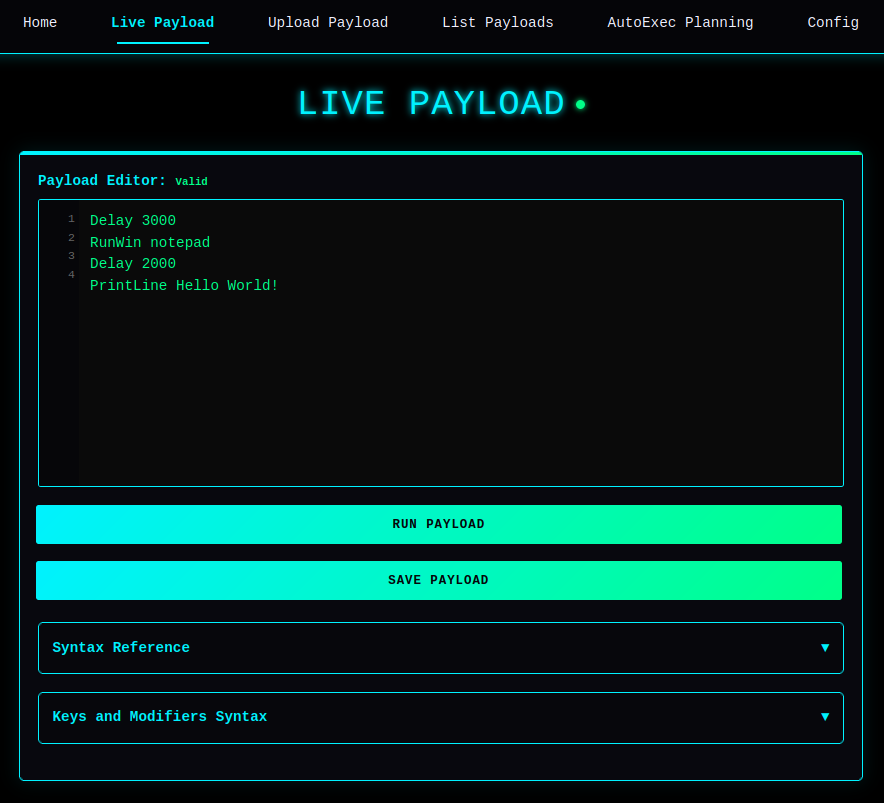 Home Live Payload Upload Payload List Payloads AutoExec Planning Config
LIVE PAYLOAD
Payload Editor: Valid
1 Delay 3000
2 RunWin notepad
3 Delay 2000
4 PrintLine Hello World!
RUN PAYLOAD
SAVE PAYLOAD
Syntax Reference ▼
Keys and Modifiers Syntax ▼